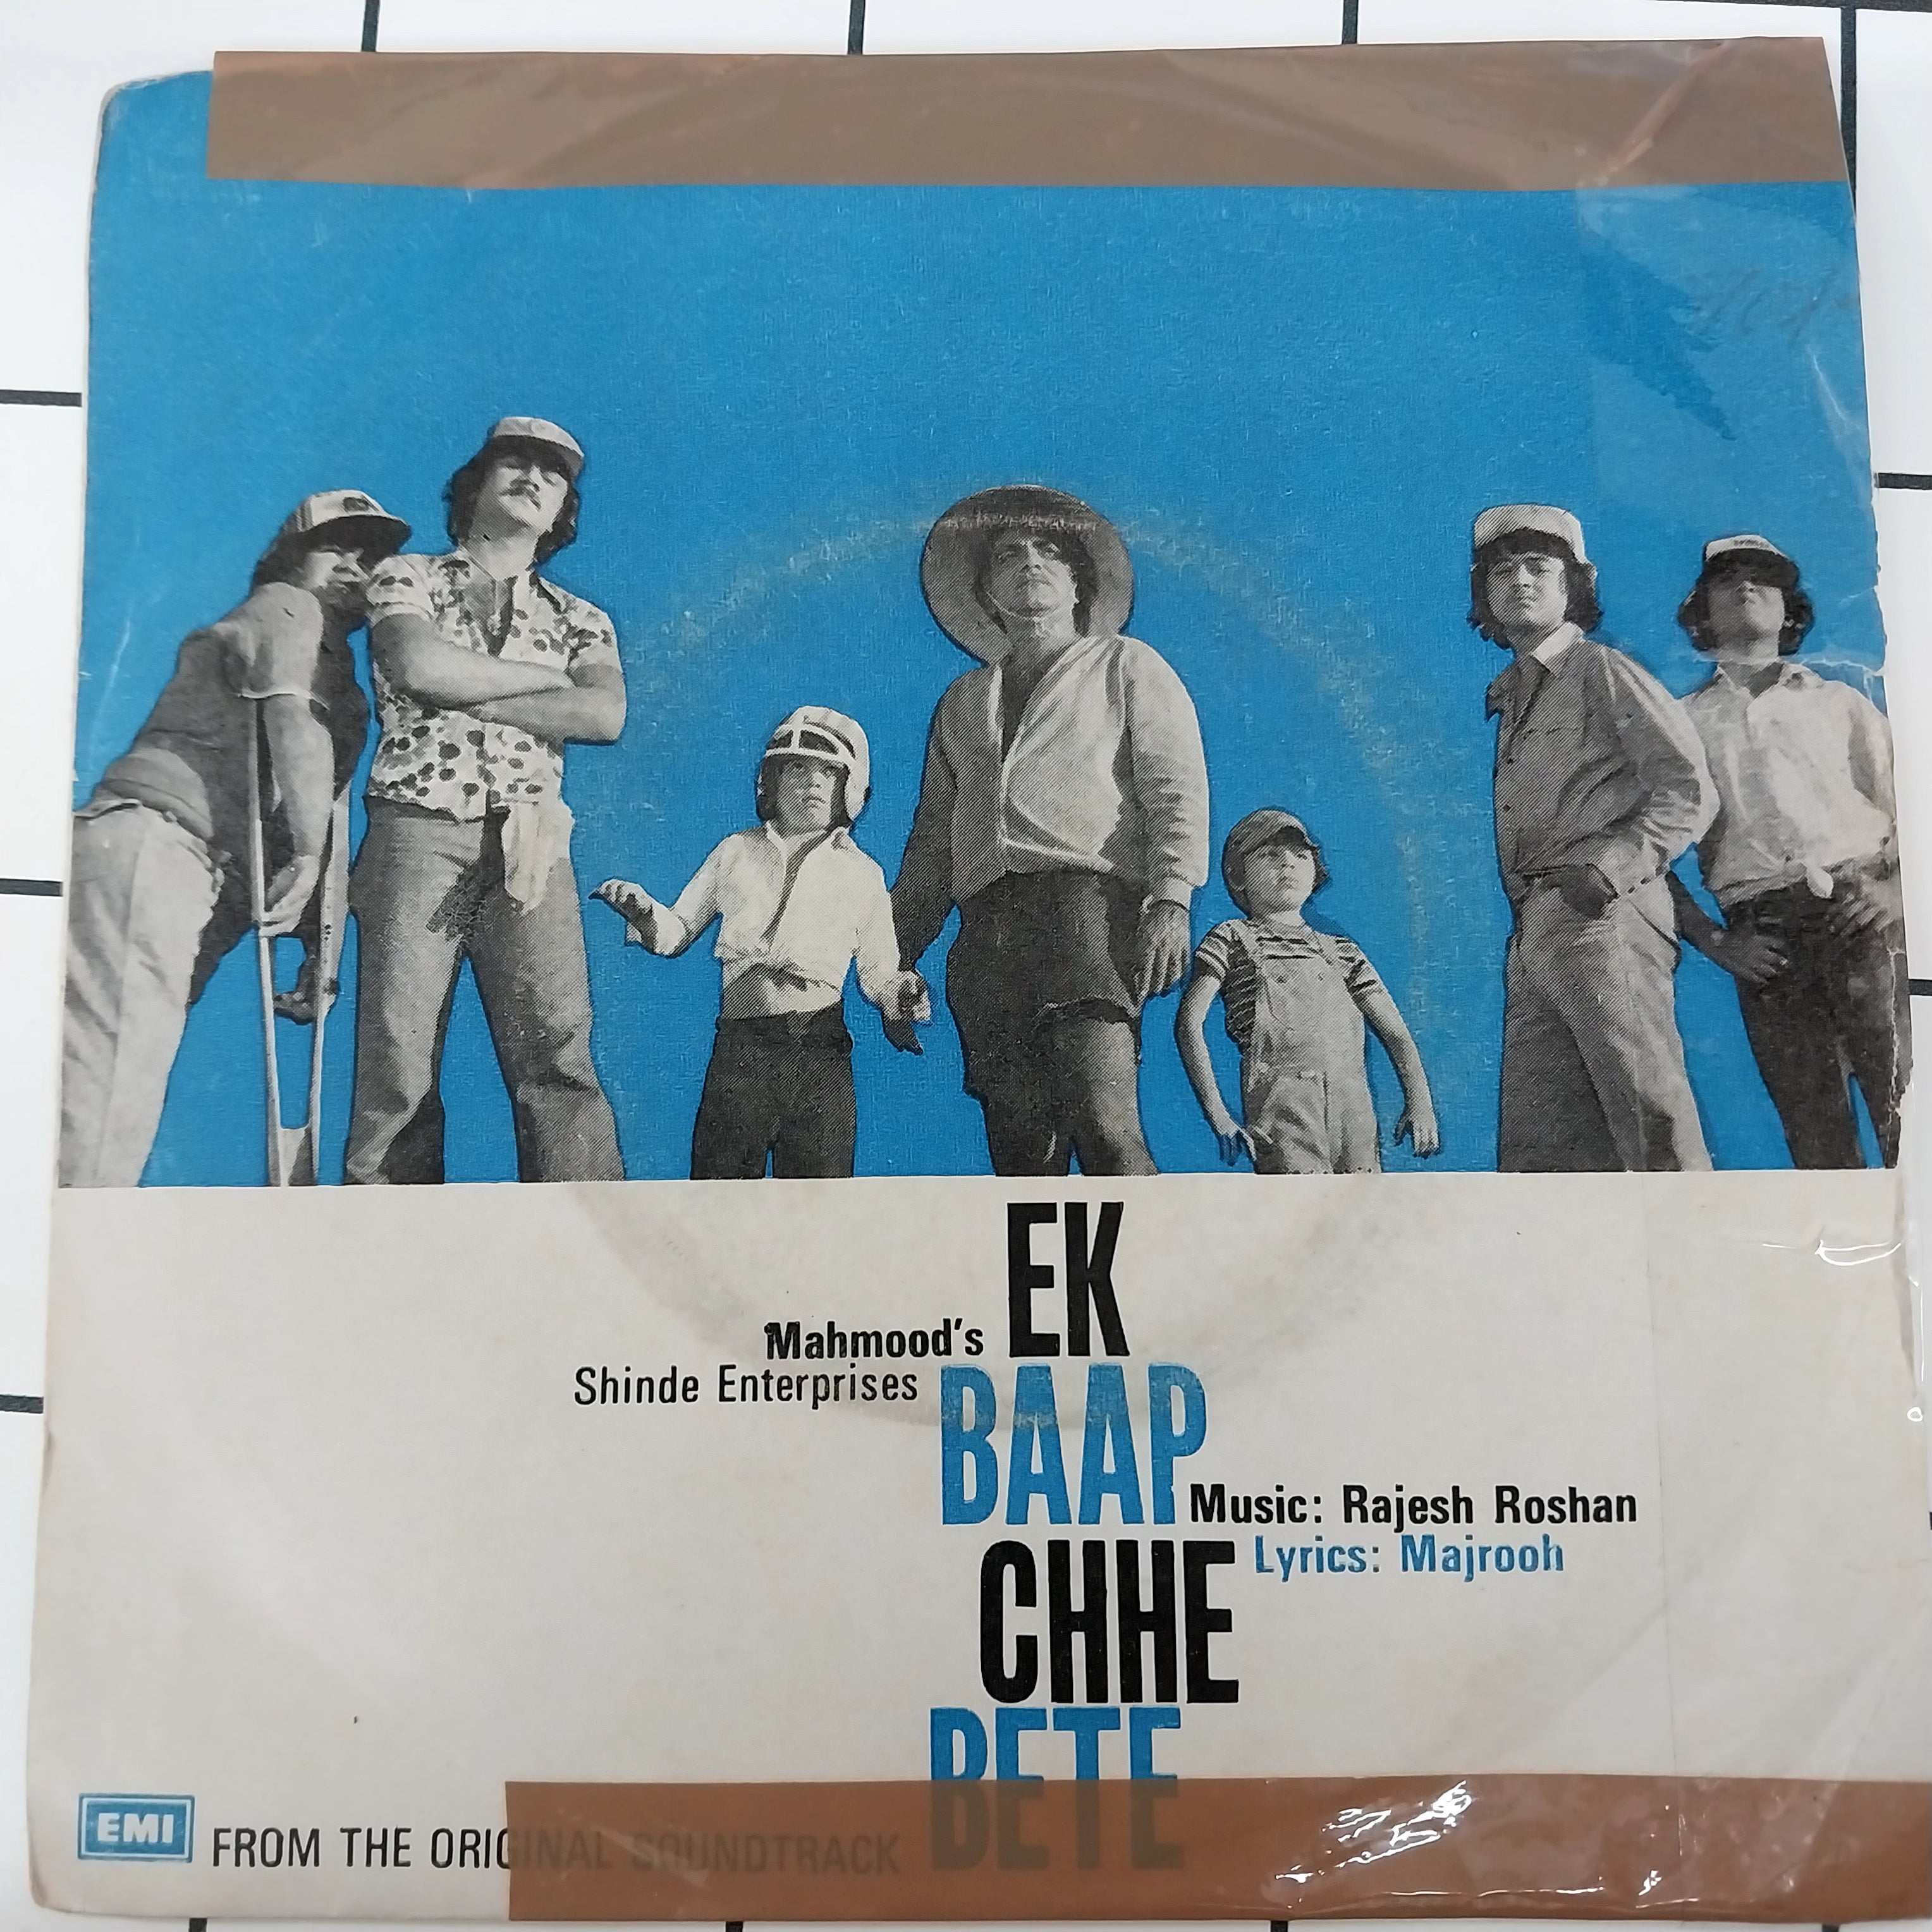 EK
Mahmood's
Shinde Enterprises
BAAP
Music: Rajesh Roshan
Lyrics: Majrooh
CHHE
BETE
EMI
FROM THE ORIGINAL SOUNDTRACK